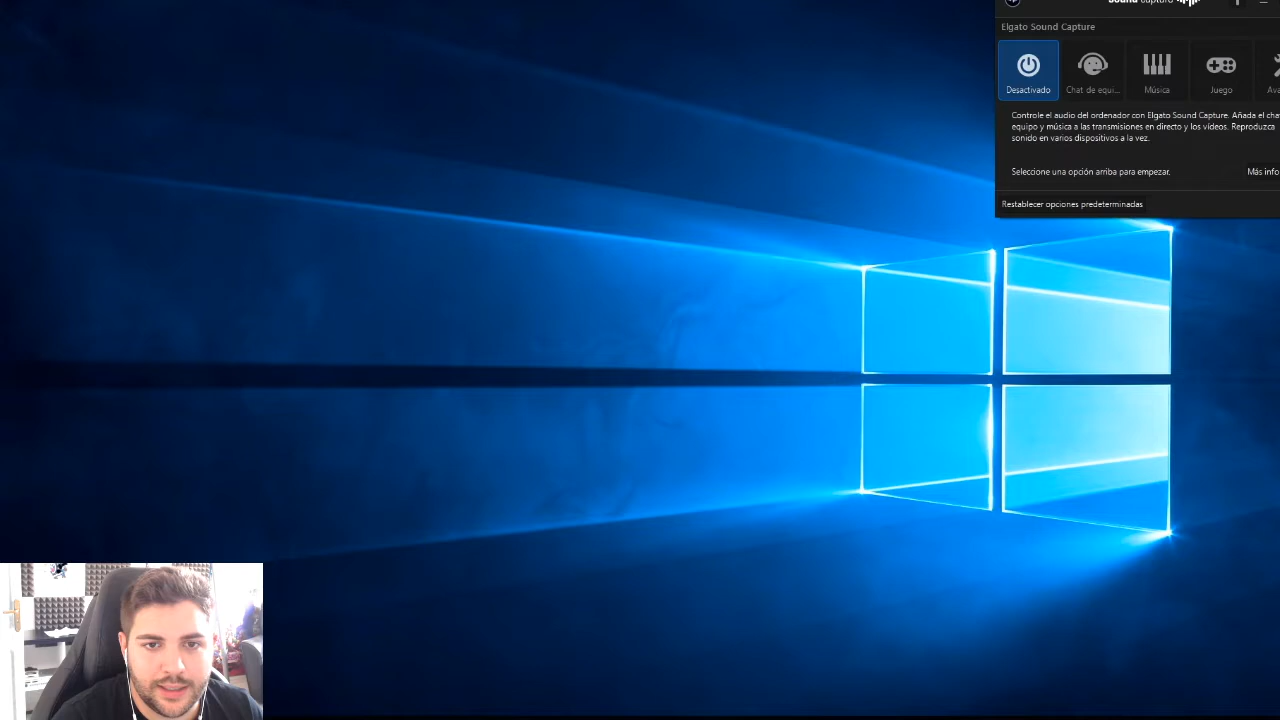 sound capture
Elgato Sound Capture
Desactivado
Chat de equi...
Música
Juego
Controle el audio del ordenador con Elgato Sound Capture. Añada el
equipo y música a las transmisiones en directo y los vídeos. Reproduzca
sonido en varios dispositivos a la vez.
Seleccione una opción arriba para empezar.
Más info
Restablecer opciones predeterminadas